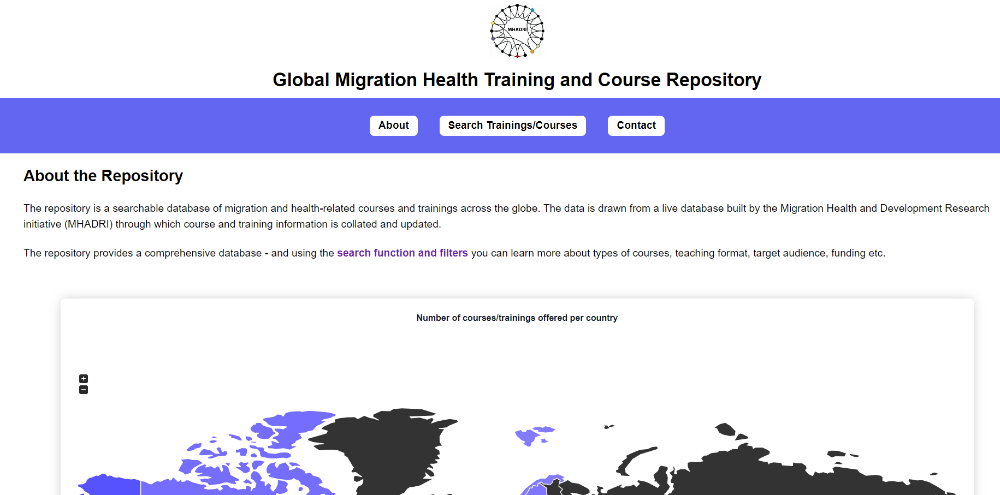 MHADRI
Global Migration Health Training and Course Repository
About
Search Trainings/Courses
Contact
About the Repository
The repository is a searchable database of migration and health-related courses and trainings across the globe. The data is drawn from a live database built by the Migration Health and Development Research
initiative (MHADRI) through which course and training information is collated and updated.
The repository provides a comprehensive database - and using the search function and filters you can learn more about types of courses, teaching format, target audience, funding etc.
Number of courses/trainings offered per country
+
−